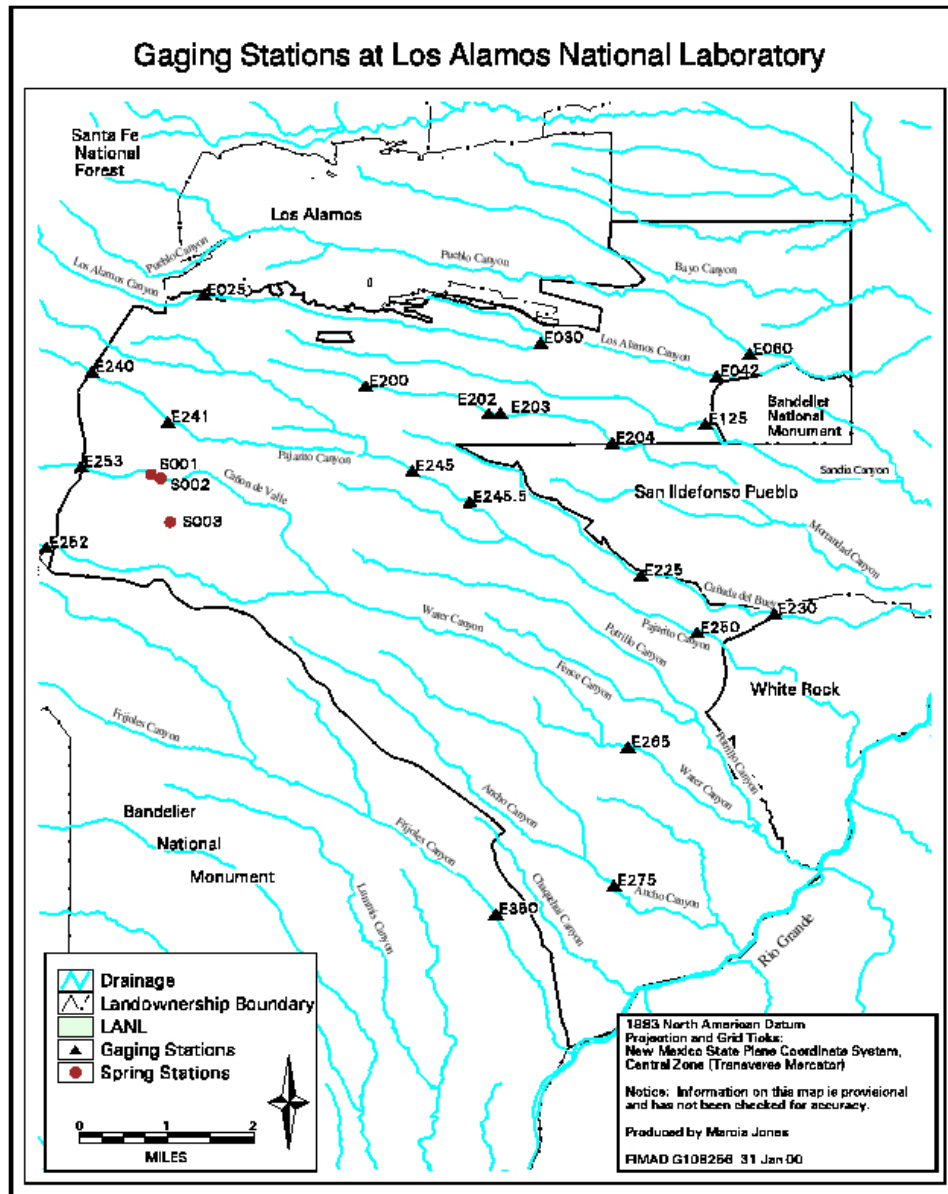 Gaging Stations at Los Alamos National Laboratory
Santa Fe
National
Forest
Los Alamos
Pueblo Canyon
Los Alamos Canyon
Pueblo Canyon
Bayo Canyon
E025
E030
Los Alamos Canyon
E060
E042
E240
E200
E202
E203
E241
E125
Bandelier
National
Monument
E204
Sandia Canyon
E253
S001
S002
Pajarito Canyon
E245
Cañon de Valle
E245.5
San Ildefonso Pueblo
S003
Mortandad Canyon
E252
E225
Cañada del Buey
E230
Water Canyon
Potrillo Canyon
Pajarito Canyon
E250
Fence Canyon
White Rock
Frijoles Canyon
E265
Potrillo Canyon
Water Canyon
Ancho Canyon
Bandelier
National
Monument
Frijoles Canyon
Lummis Canyon
Chaquehui Canyon
E275
Ancho Canyon
E350
Rio Grande
Drainage
Landownership Boundary
LANL
Gaging Stations
Spring Stations
0 1 2
MILES
1983 North American Datum
Projection and Grid Ticks:
New Mexico State Plane Coordinate System,
Central Zone (Transverse Mercator)
Notice: Information on this map is provisional
and has not been checked for accuracy.
Produced by Marcia Jones
FIMAD G108256 31 Jan 00